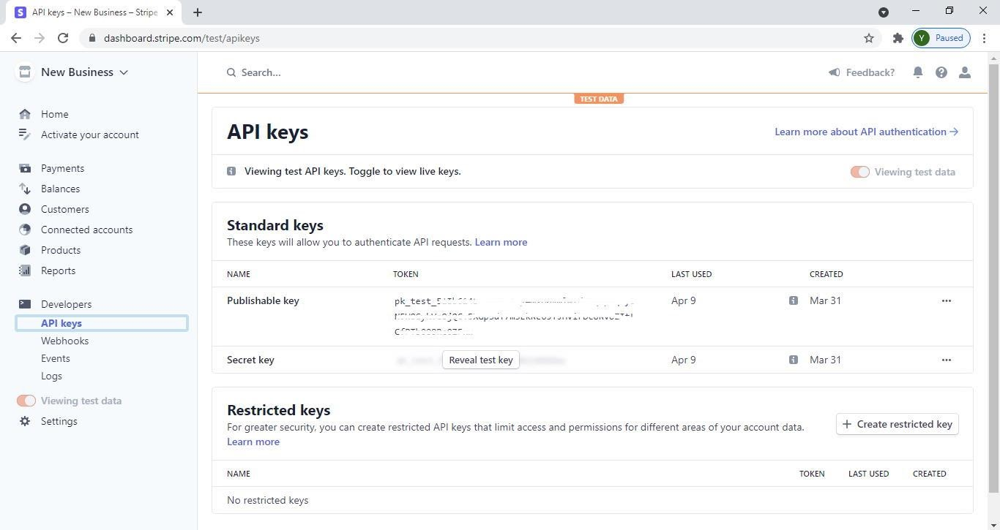 API keys – New Business – Stripe
dashboard.stripe.com/test/apikeys
Y Paused
New Business
Search...
Feedback?
TEST DATA
Home
Activate your account
Payments
Balances
Customers
Connected accounts
Products
Reports
Developers
API keys
Webhooks
Events
Logs
Viewing test data
Settings
API keys
Learn more about API authentication →
Viewing test API keys. Toggle to view live keys.
Viewing test data
Standard keys
These keys will allow you to authenticate API requests. Learn more
NAME TOKEN LAST USED CREATED
Publishable key Apr 9 Mar 31
Secret key Reveal test key Apr 9 Mar 31
Restricted keys
For greater security, you can create restricted API keys that limit access and permissions for different areas of your account data.
Learn more
+ Create restricted key
NAME TOKEN LAST USED CREATED
No restricted keys